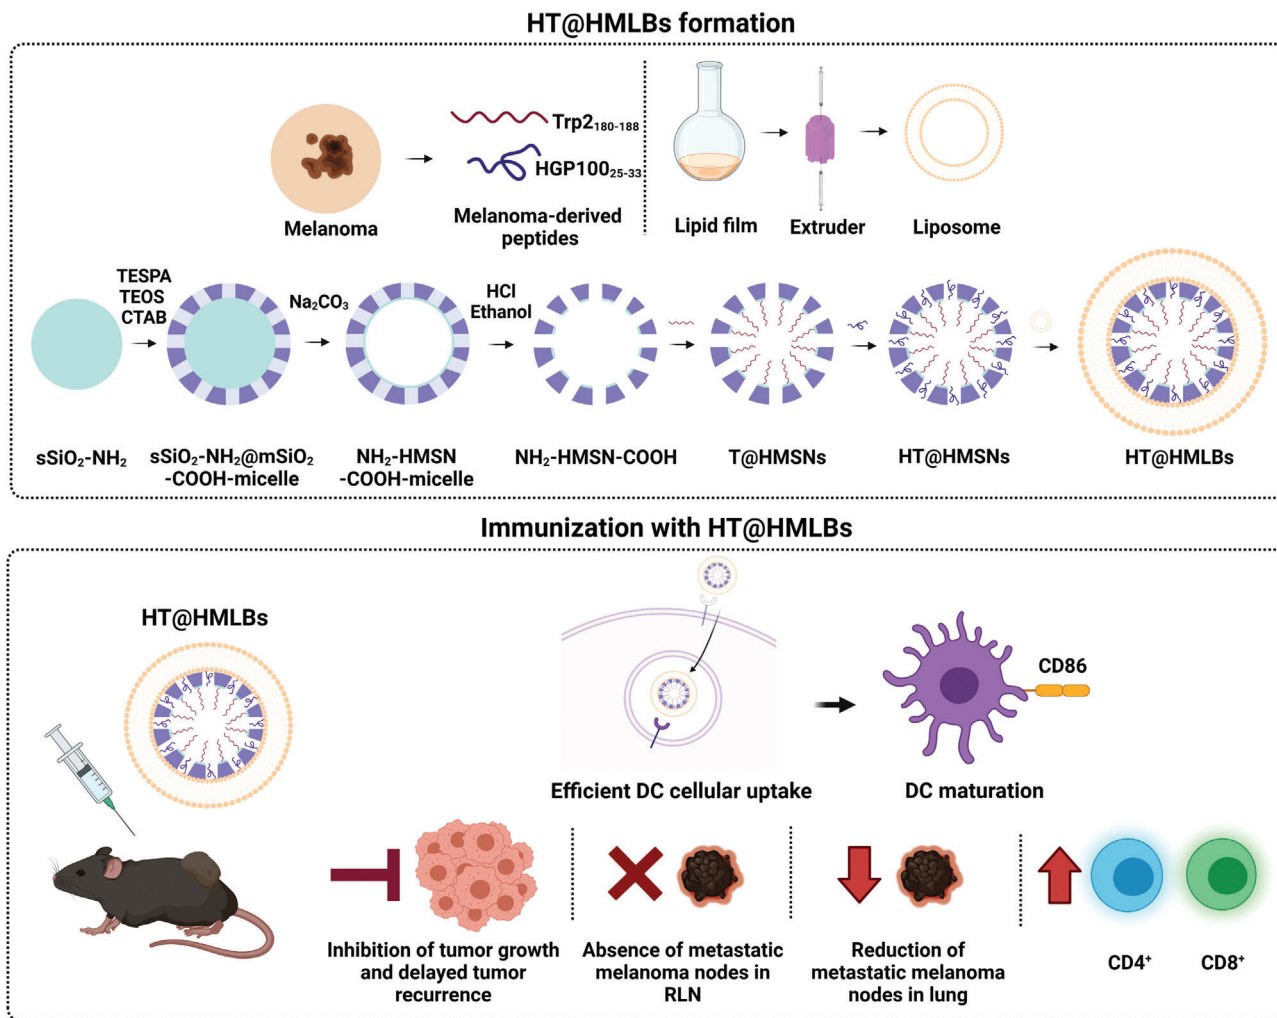 HT@HMLBs formation
Trp2₁₈₀₋₁₈₈
HGP100₂₅₋₃₃
Melanoma
Melanoma-derived
peptides
Lipid film
Extruder
Liposome
TESPA
TEOS
CTAB
Na₂CO₃
HCl
Ethanol
sSiO₂-NH₂
sSiO₂-NH₂@mSiO₂
-COOH-micelle
NH₂-HMSN
-COOH-micelle
NH₂-HMSN-COOH
T@HMSNs
HT@HMSNs
HT@HMLBs
Immunization with HT@HMLBs
HT@HMLBs
CD86
Efficient DC cellular uptake
DC maturation
Inhibition of tumor growth
and delayed tumor
recurrence
Absence of metastatic
melanoma nodes in
RLN
Reduction of
metastatic melanoma
nodes in lung
CD4⁺
CD8⁺